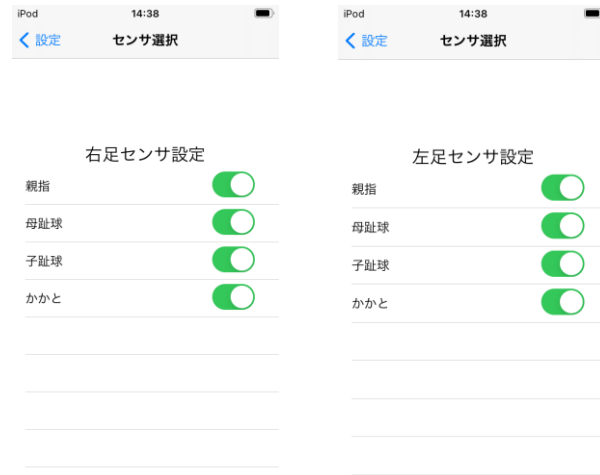 iPod 14:38
設定 センサ選択
右足センサ設定
親指
母趾球
子趾球
かかと
iPod 14:38
設定 センサ選択
左足センサ設定
親指
母趾球
子趾球
かかと